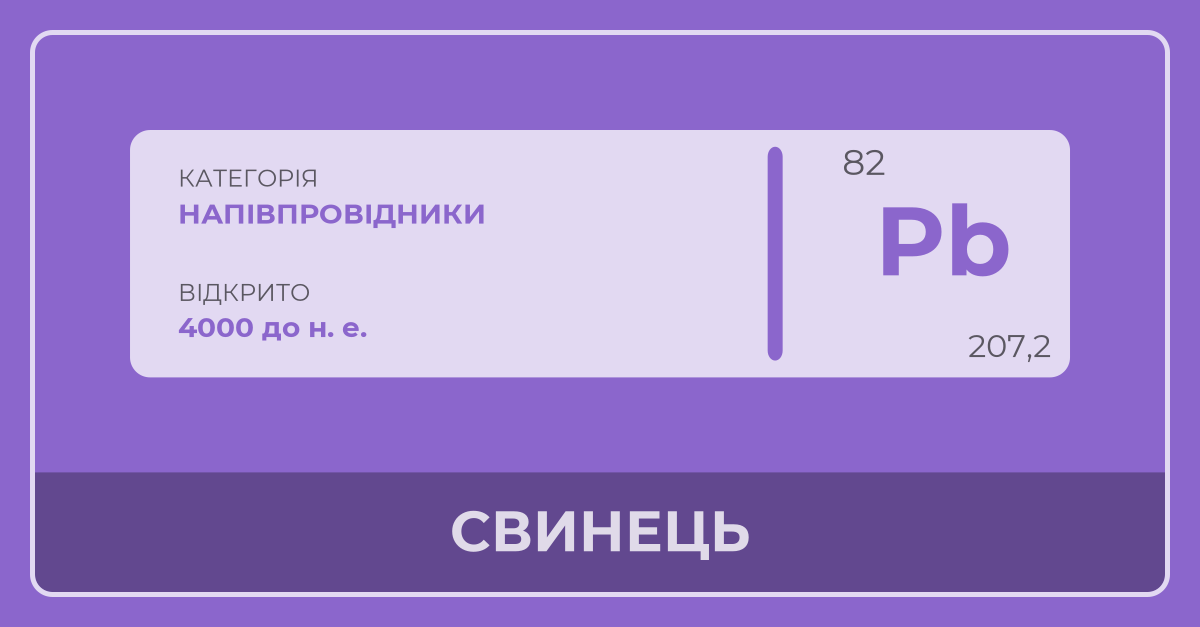 КАТЕГОРІЯ
НАПІВПРОВІДНИКИ
ВІДКРИТО
4000 до н. е.
82
Pb
207,2
СВИНЕЦЬ